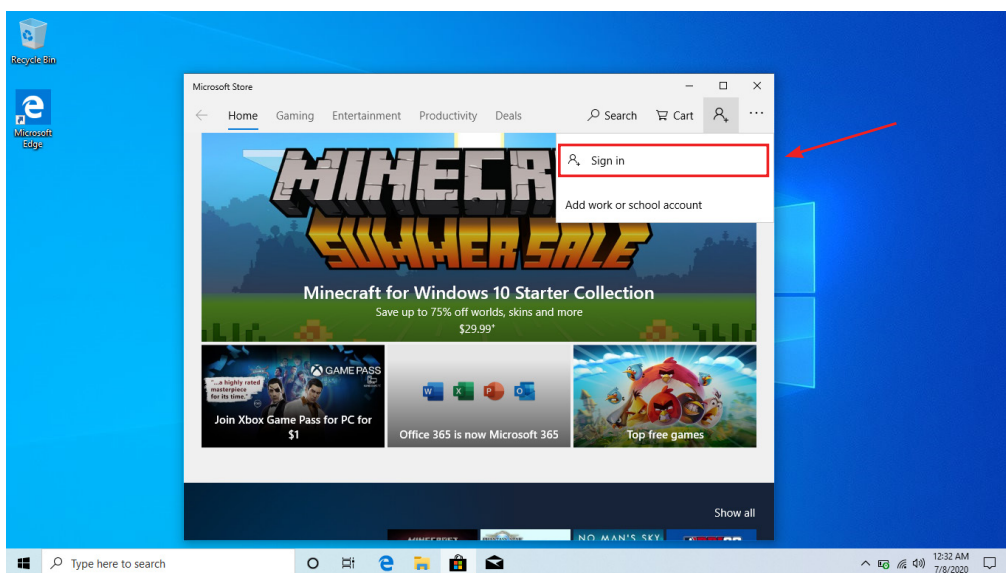 Recycle Bin
Microsoft
Edge
Microsoft Store
Home Gaming Entertainment Productivity Deals Search Cart
Sign in
Add work or school account
MINECR
SUMMER SALE
Minecraft for Windows 10 Starter Collection
Save up to 75% off worlds, skins and more
$29.99+
"...a highly rated
masterpiece
for its time."
GAME PASS
Join Xbox Game Pass for PC for
$1
Office 365 is now Microsoft 365
Top free games
Show all
MINECRAFT
NO MAN'S SKY
Type here to search
12:32 AM
7/8/2020